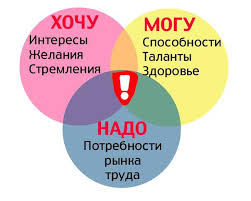 ХОЧУ
Интересы
Желания
Стремления
МОГУ
Способности
Таланты
Здоровье
!
НАДО
Потребности
рынка
труда